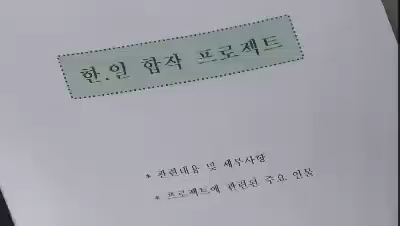 한.일 합작 프로젝트
* 관련내용 및 세부사항
* 프로젝트에 관련된 주요 인물